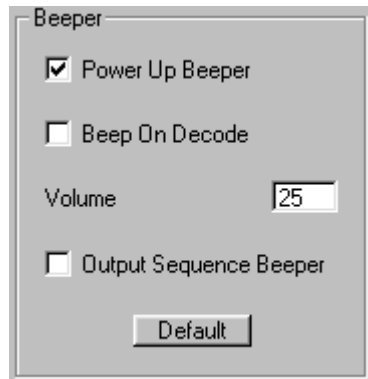 Beeper
Power Up Beeper
Beep On Decode
Volume 25
Output Sequence Beeper
Default